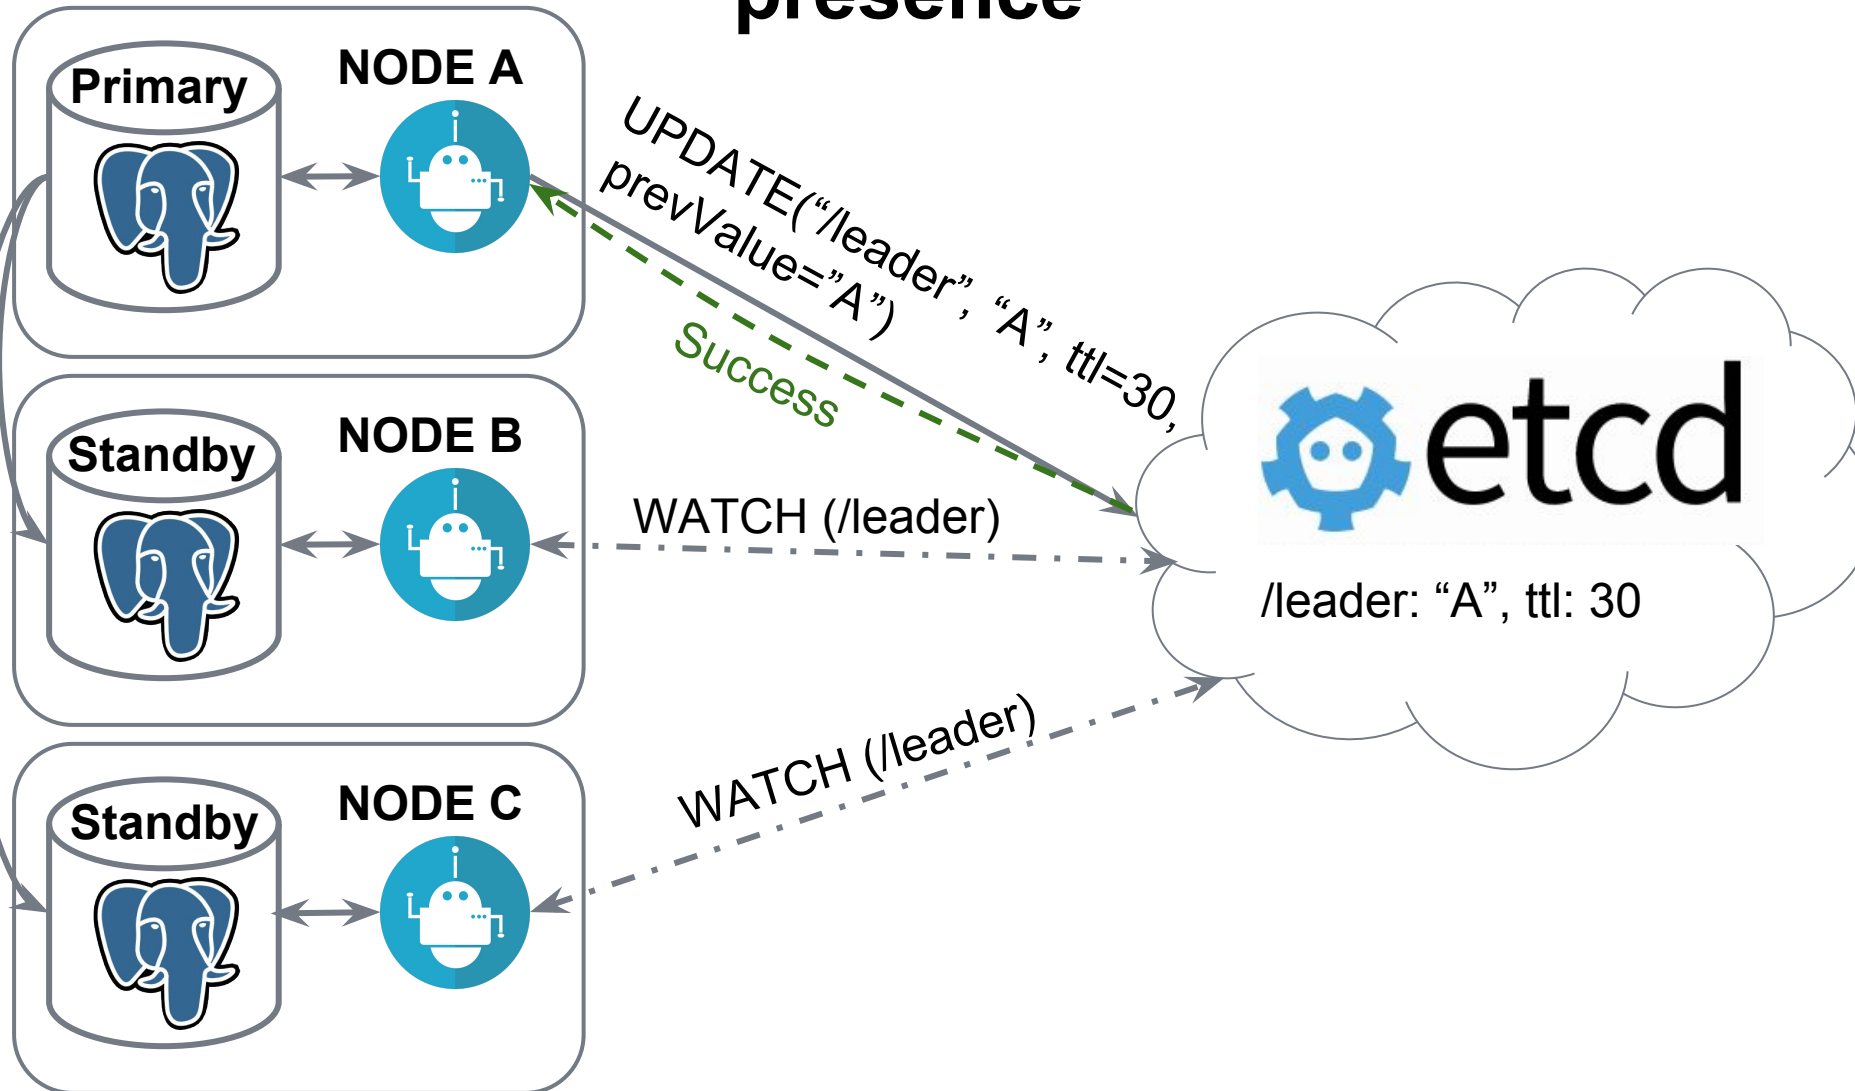 presence
Primary
NODE A
UPDATE(“/leader”, “A”, ttl=30,
prevValue=”A”)
Success
Standby
NODE B
WATCH (/leader)
etcd
/leader: “A”, ttl: 30
Standby
NODE C
WATCH (/leader)